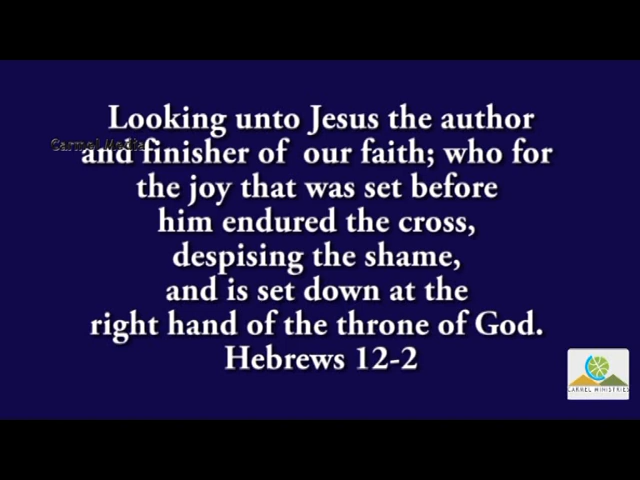 Looking unto Jesus the author
Carmel Media
and finisher of our faith; who for
the joy that was set before
him endured the cross,
despising the shame,
and is set down at the
right hand of the throne of God.
Hebrews 12-2
CARMEL MINISTRIES